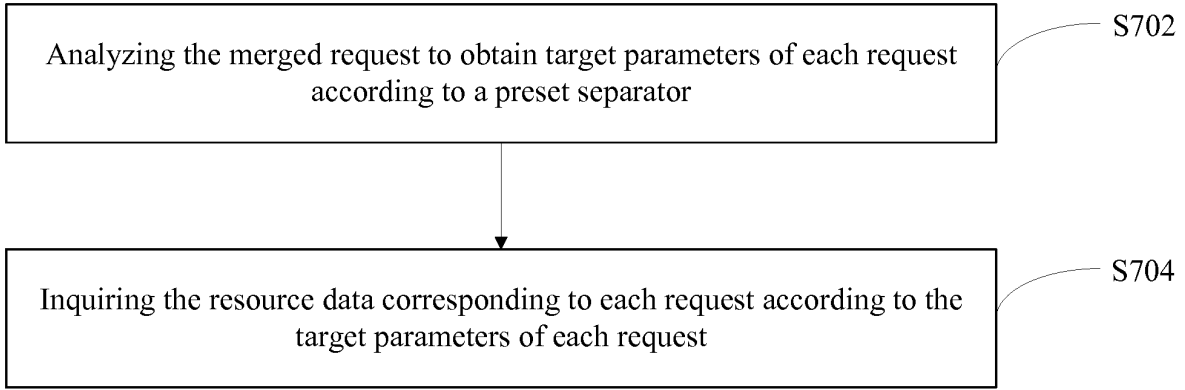 Analyzing the merged request to obtain target parameters of each request
according to a preset separator
S702
Inquiring the resource data corresponding to each request according to the
target parameters of each request
S704